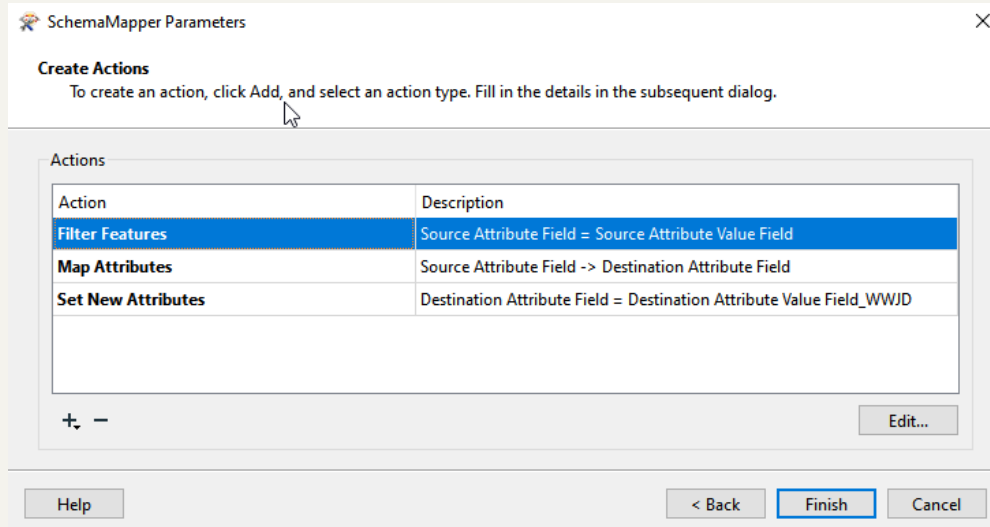 SchemaMapper Parameters
Create Actions
To create an action, click Add, and select an action type. Fill in the details in the subsequent dialog.
Actions
Action Description
Filter Features Source Attribute Field = Source Attribute Value Field
Map Attributes Source Attribute Field -> Destination Attribute Field
Set New Attributes Destination Attribute Field = Destination Attribute Value Field_WWJD
Edit...
Help < Back Finish Cancel